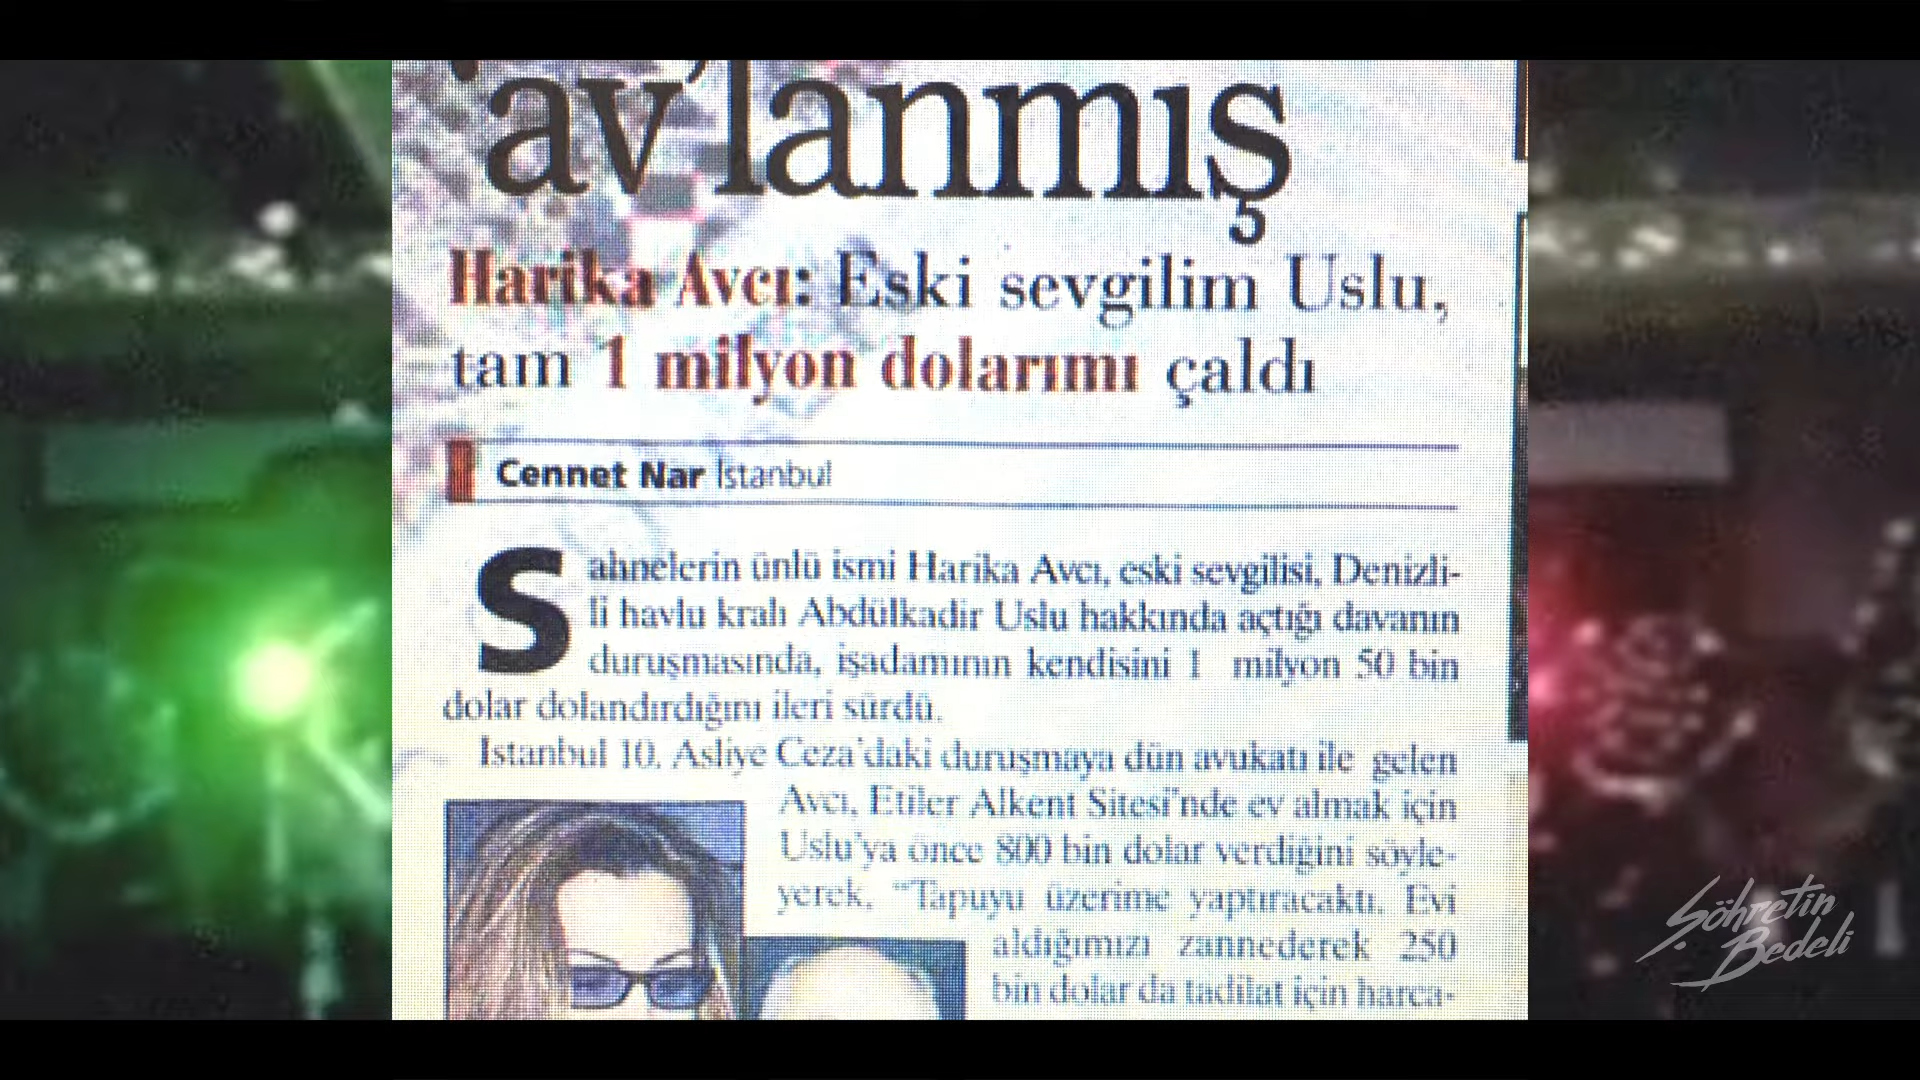 'av'lanmış
Harika Avcı: Eski sevgilim Uslu,
tam 1 milyon dolarımı çaldı
Cennet Nar İstanbul
Sahnelerin ünlü ismi Harika Avcı, eski sevgilisi, Denizli-
li havlu kralı Abdülkadir Uslu hakkında açtığı davanın
duruşmasında, işadamının kendisini 1 milyon 50 bin
dolar dolandırdığını ileri sürdü.
İstanbul 10. Asliye Ceza'daki duruşmaya dün avukatı ile gelen
Avcı, Etiler Alkent Sitesi'nde ev almak için
Uslu'ya önce 800 bin dolar verdiğini söyle-
yerek, "Tapuyu üzerime yaptıracaktı. Evi
aldığımızı zannederek 250
bin dolar da tadilat için harca-
Şöhretin
Bedeli